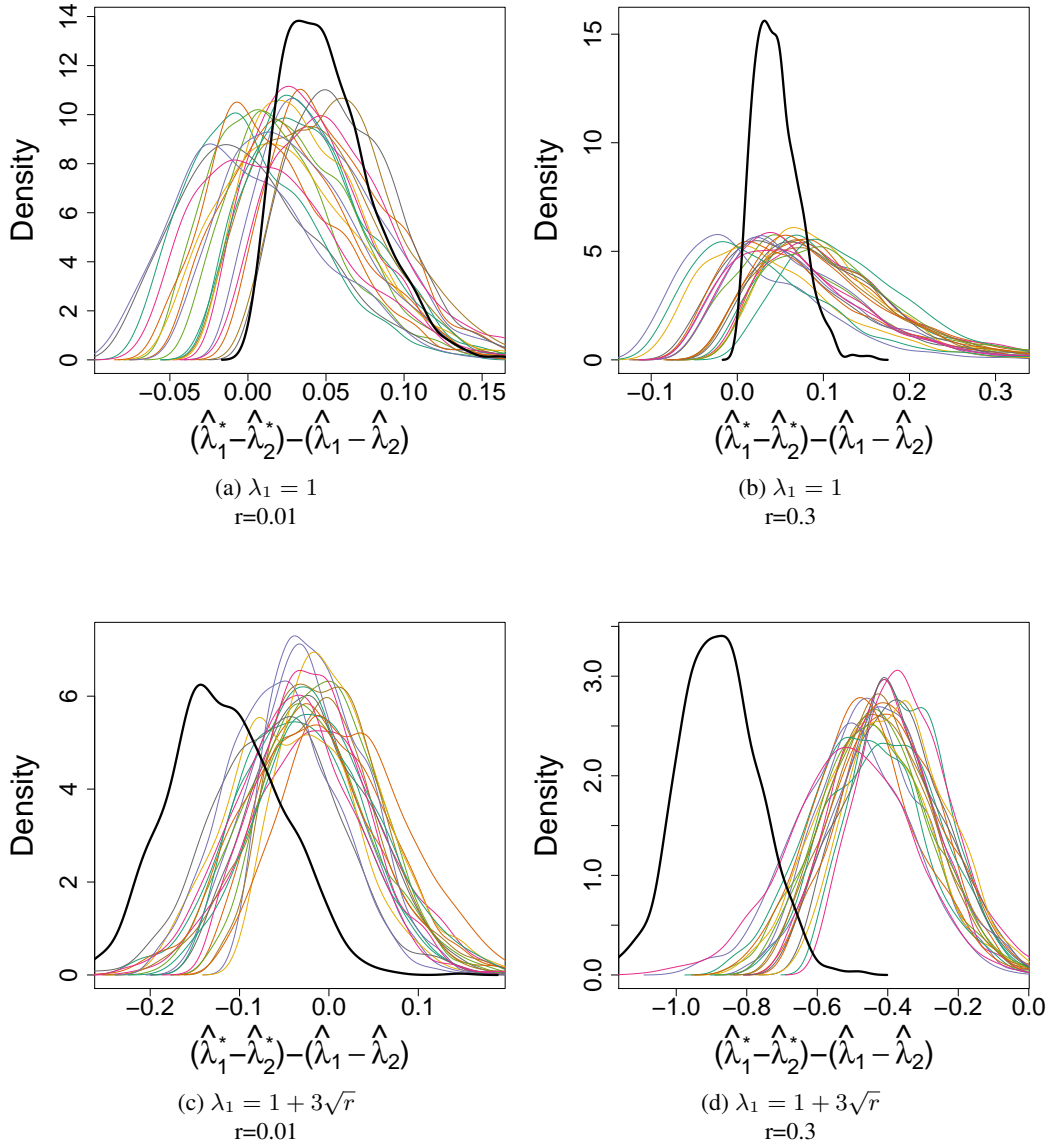 14
12
10
8
6
4
2
0
Density
−0.05 0.00 0.05 0.10 0.15
(λ̂₁*−λ̂₂*)−(λ̂₁−λ̂₂)
(a) λ₁ = 1
r=0.01
15
10
5
0
Density
−0.1 0.0 0.1 0.2 0.3
(λ̂₁*−λ̂₂*)−(λ̂₁−λ̂₂)
(b) λ₁ = 1
r=0.3
6
4
2
0
Density
−0.2 −0.1 0.0 0.1
(λ̂₁*−λ̂₂*)−(λ̂₁−λ̂₂)
(c) λ₁ = 1 + 3√r
r=0.01
3.0
2.0
1.0
0.0
Density
−1.0 −0.8 −0.6 −0.4 −0.2 0.0
(λ̂₁*−λ̂₂*)−(λ̂₁−λ̂₂)
(d) λ₁ = 1 + 3√r
r=0.3